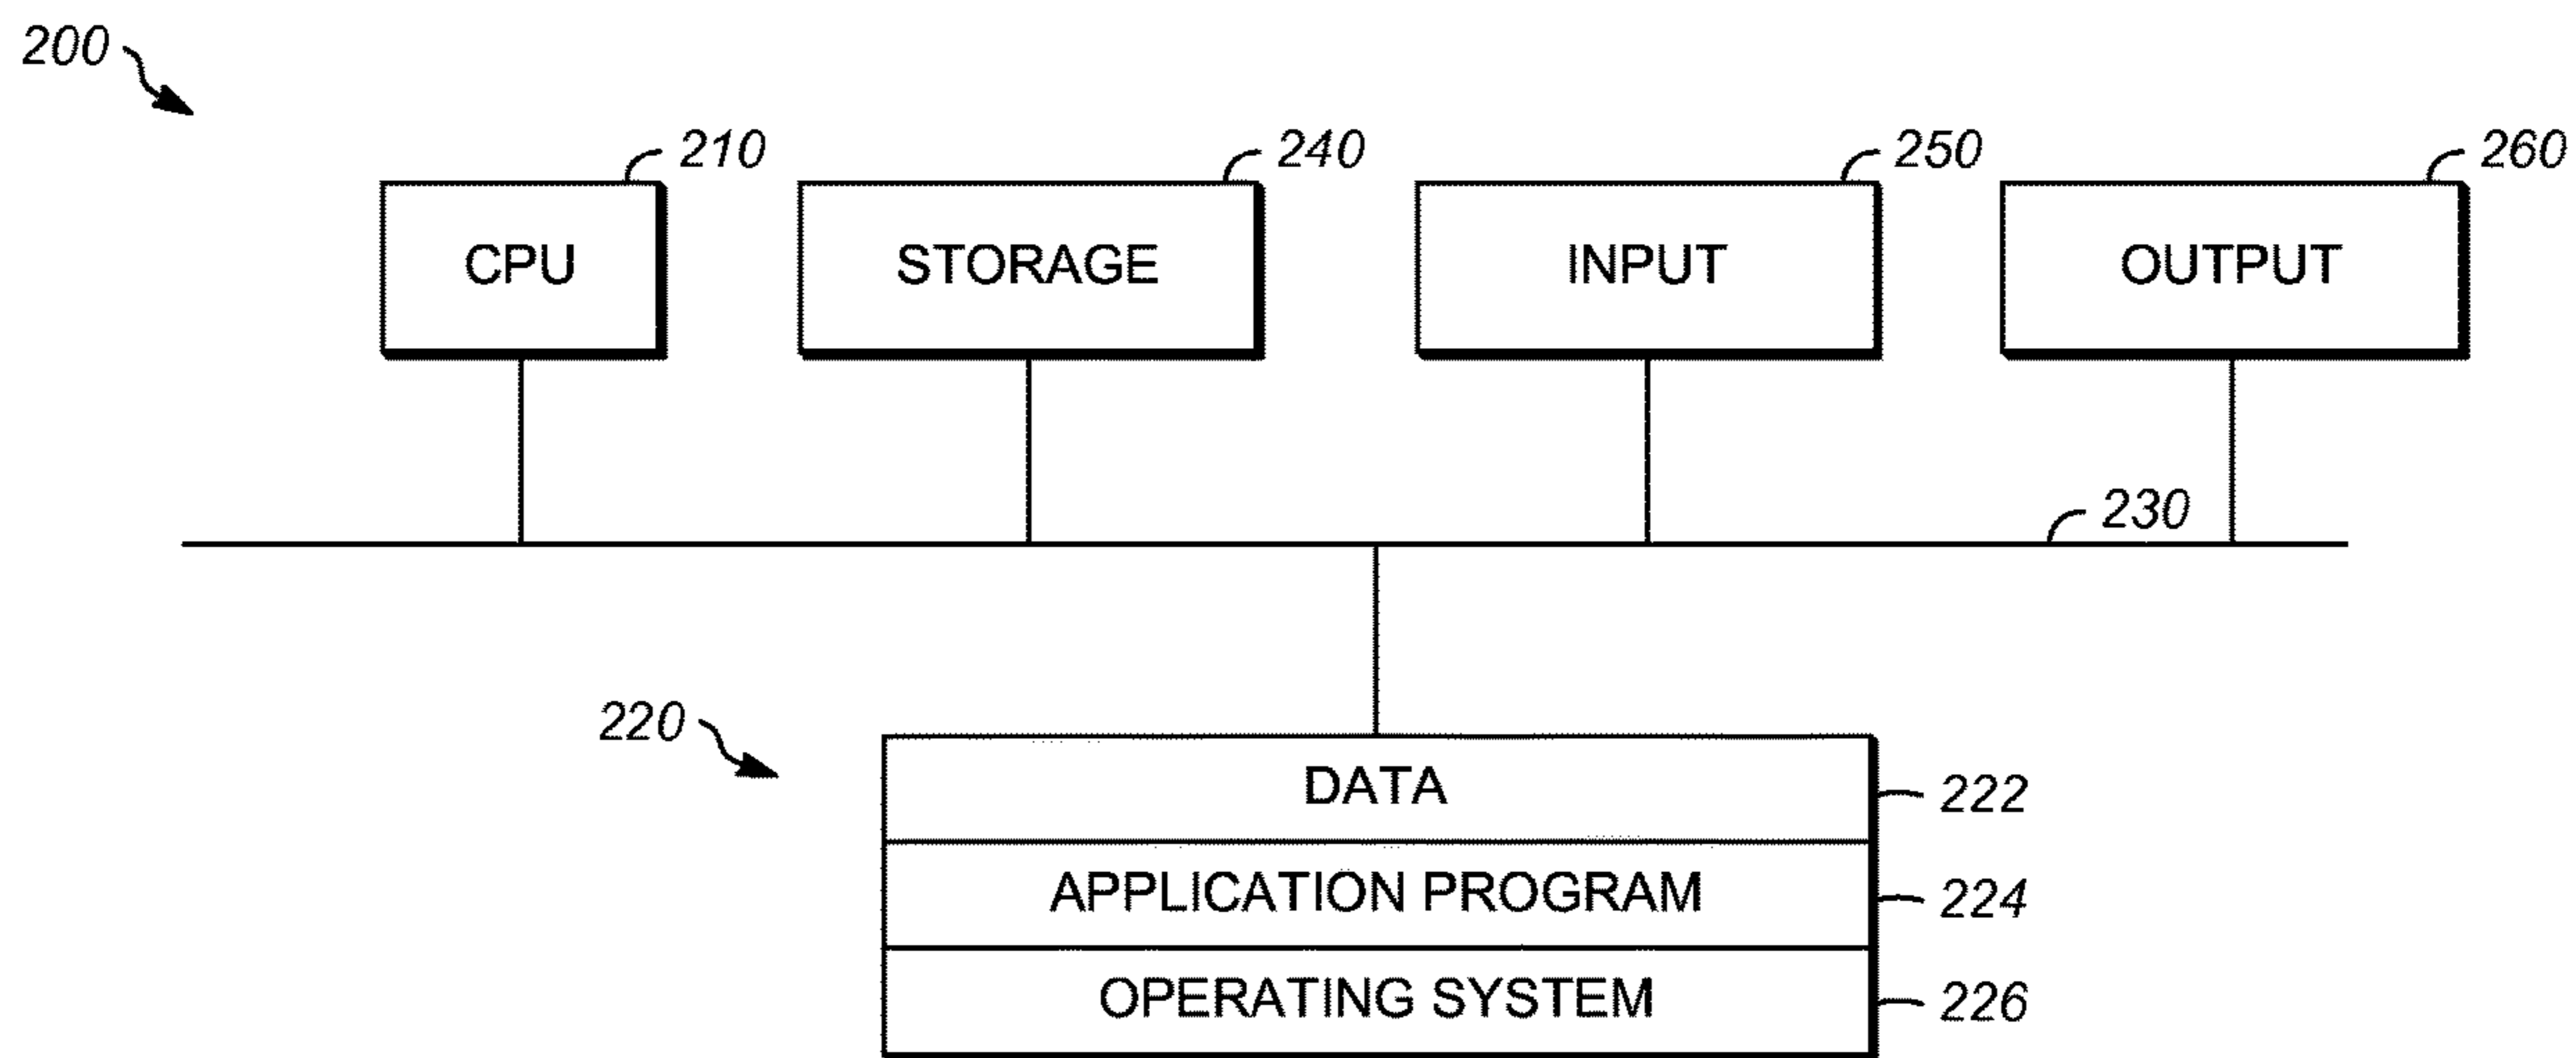 200
210
240
250
260
CPU
STORAGE
INPUT
OUTPUT
230
220
DATA
222
APPLICATION PROGRAM
224
OPERATING SYSTEM
226